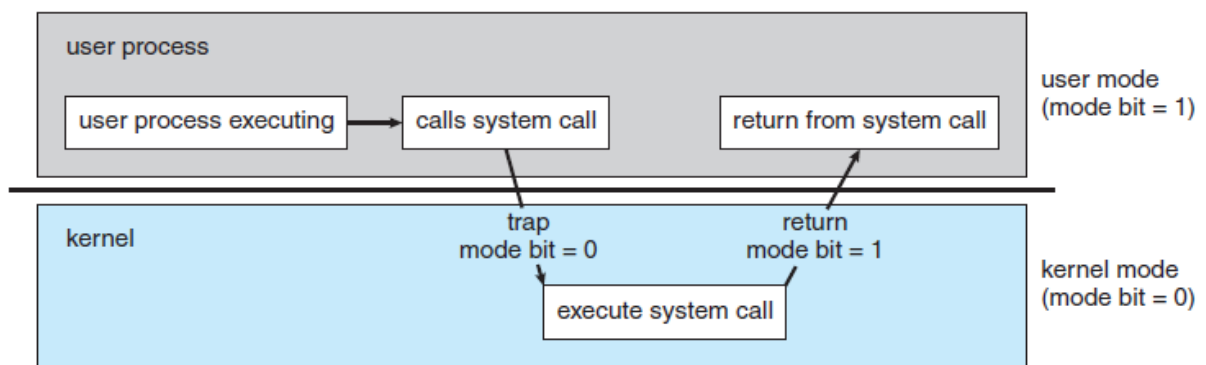 user process
user process executing
calls system call
return from system call
user mode
(mode bit = 1)
kernel
trap
mode bit = 0
return
mode bit = 1
execute system call
kernel mode
(mode bit = 0)